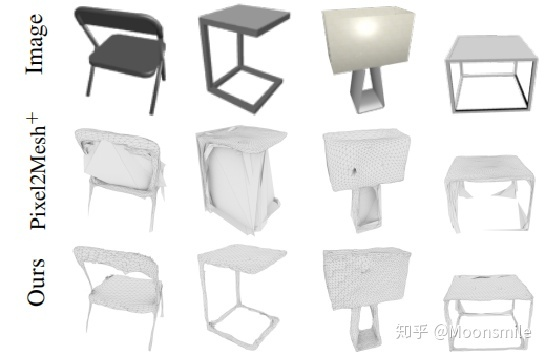 Image
Pixel2Mesh+
Ours
知乎 @Moonsmile